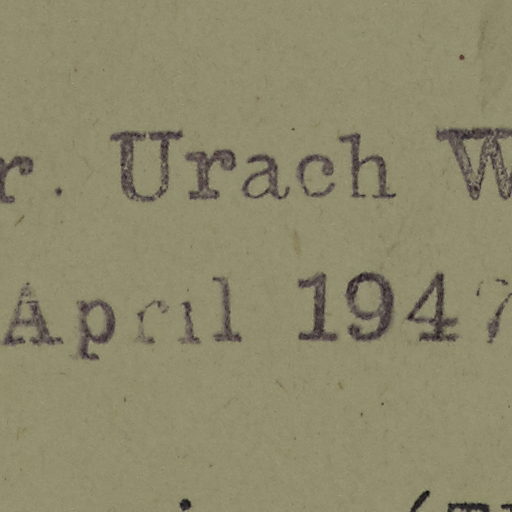 r. Urach W
April 1947